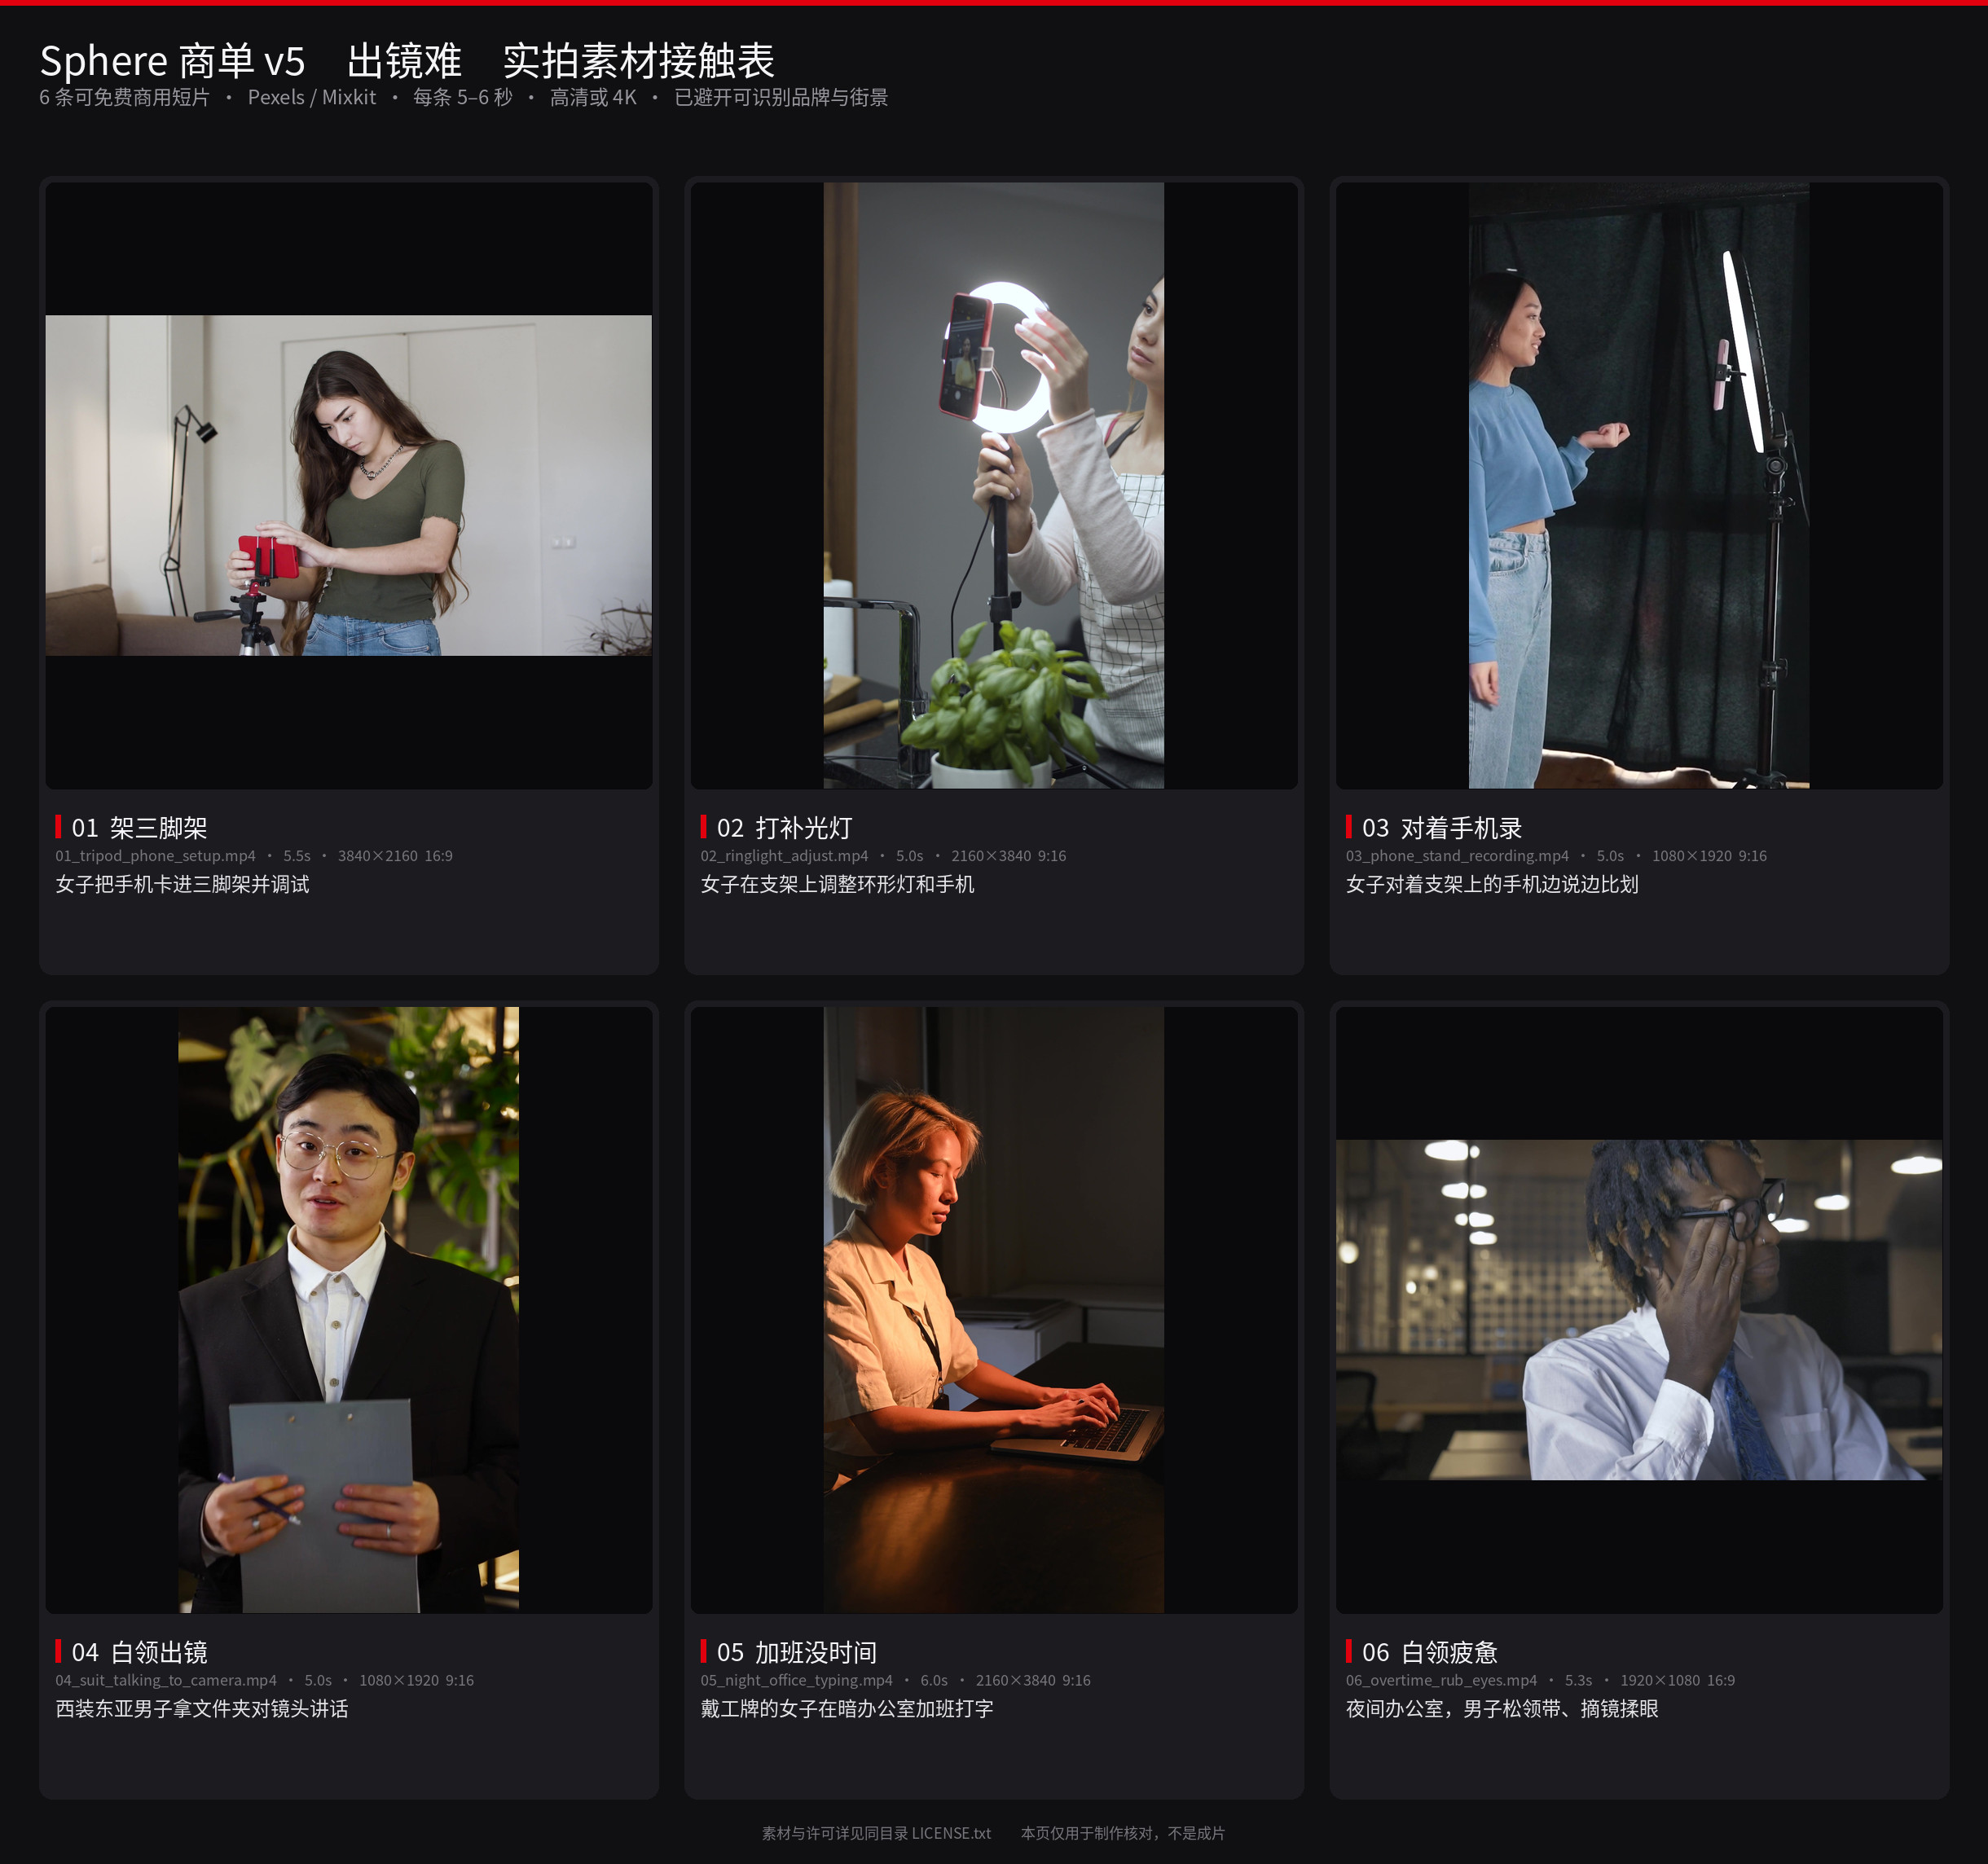 Sphere 商单 v5 出镜难 实拍素材接触表
6 条可免费商用短片 · Pexels / Mixkit · 每条 5–6 秒 · 高清或 4K · 已避开可识别品牌与街景
01 架三脚架
01_tripod_phone_setup.mp4 · 5.5s · 3840×2160 16:9
女子把手机卡进三脚架并调试
02 打补光灯
02_ringlight_adjust.mp4 · 5.0s · 2160×3840 9:16
女子在支架上调整环形灯和手机
03 对着手机录
03_phone_stand_recording.mp4 · 5.0s · 1080×1920 9:16
女子对着支架上的手机边说边比划
04 白领出镜
04_suit_talking_to_camera.mp4 · 5.0s · 1080×1920 9:16
西装东亚男子拿文件夹对镜头讲话
05 加班没时间
05_night_office_typing.mp4 · 6.0s · 2160×3840 9:16
戴工牌的女子在暗办公室加班打字
06 白领疲惫
06_overtime_rub_eyes.mp4 · 5.3s · 1920×1080 16:9
夜间办公室，男子松领带、摘镜揉眼
素材与许可详见同目录 LICENSE.txt 本页仅用于制作核对，不是成片